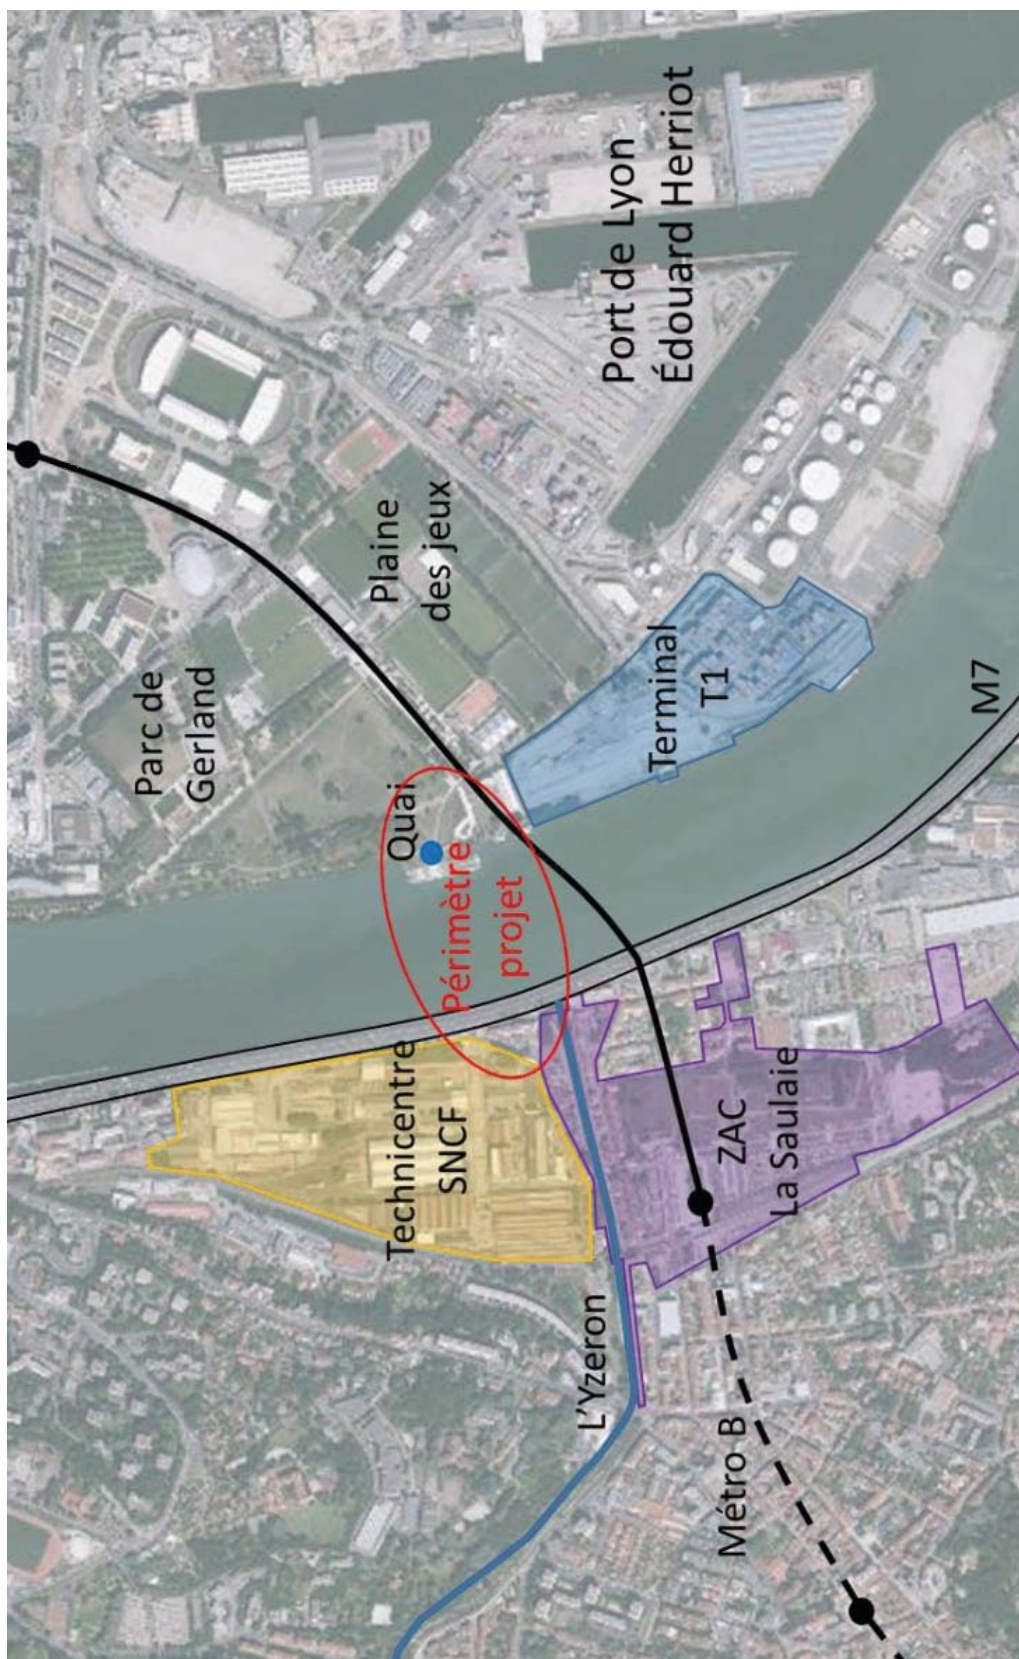 Parc de
Gerland
Plaine
des jeux
Port de Lyon
Édouard Herriot
Quai
Périmètre
projet
Terminal
T1
M7
Technicentre
SNCF
ZAC
La Saulaie
L'Yzeron
Métro B